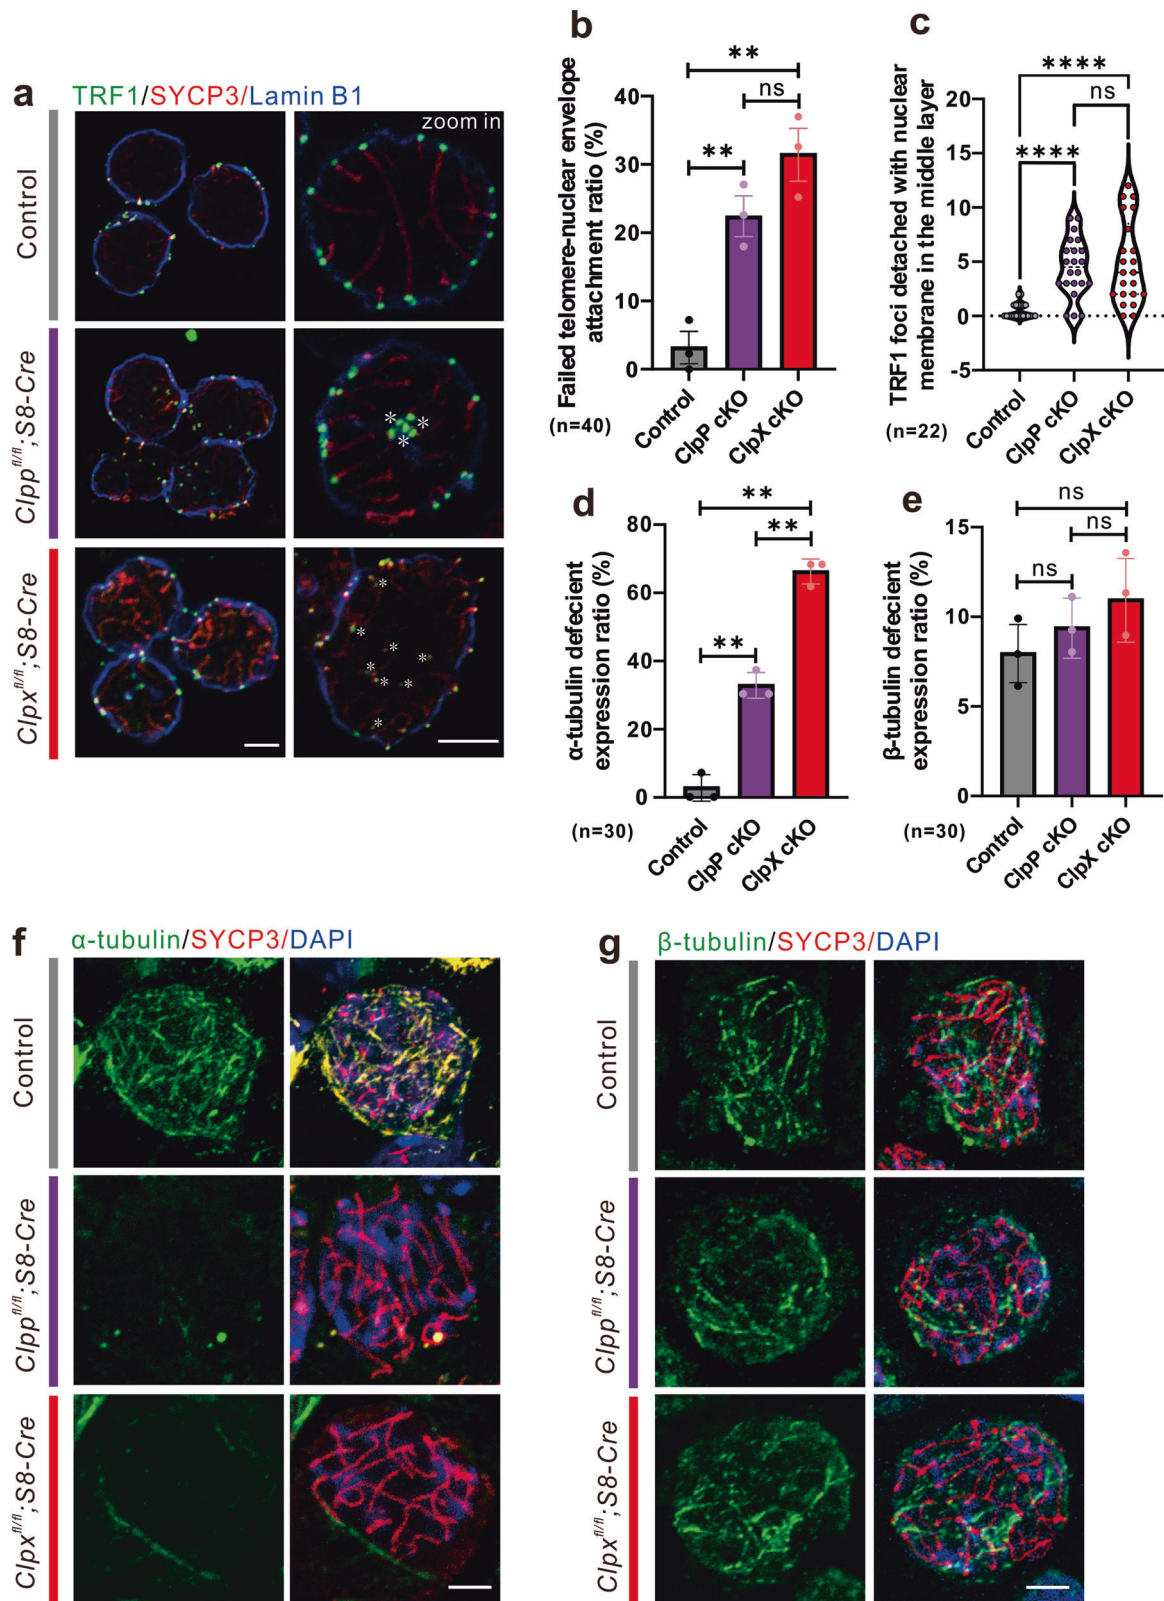 a
TRF1/SYCP3/Lamin B1
zoom in
Control
Clpp^fl/fl;S8-Cre
Clpx^fl/fl;S8-Cre
b
Failed telomere-nuclear envelope
attachment ratio (%)
40
30
20
10
0
**
ns
**
(n=40)
Control
ClpP cKO
ClpX cKO
c
TRF1 foci detached with nuclear
membrane in the middle layer
20
15
10
5
0
-5
****
ns
****
(n=22)
Control
ClpP cKO
ClpX cKO
d
α-tubulin defecient
expression ratio (%)
80
60
40
20
0
**
**
**
(n=30)
Control
ClpP cKO
ClpX cKO
e
β-tubulin defecient
expression ratio (%)
15
10
5
0
ns
ns
ns
(n=30)
Control
ClpP cKO
ClpX cKO
f
α-tubulin/SYCP3/DAPI
Control
Clpp^fl/fl;S8-Cre
Clpx^fl/fl;S8-Cre
g
β-tubulin/SYCP3/DAPI
Control
Clpp^fl/fl;S8-Cre
Clpx^fl/fl;S8-Cre